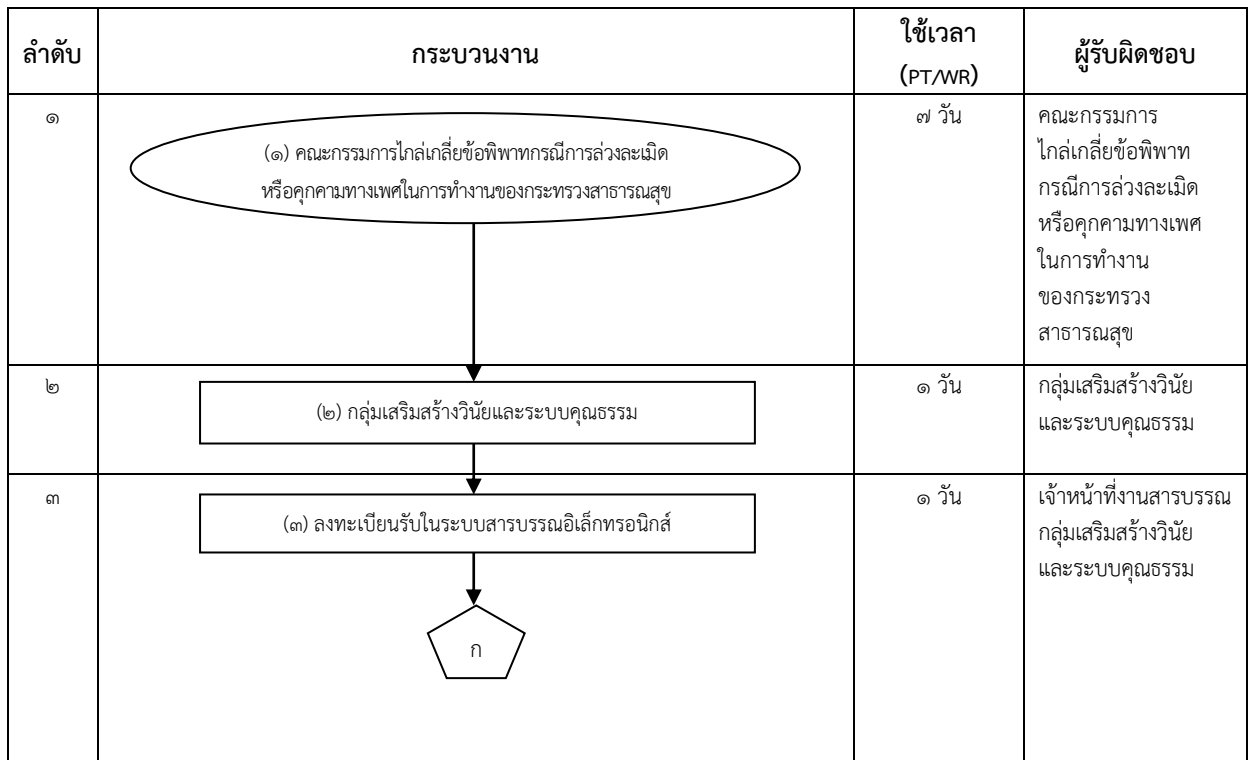 ลำดับ
กระบวนงาน
ใช้เวลา
(PT/WR)
ผู้รับผิดชอบ
๑
(๑) คณะกรรมการไกล่เกลี่ยข้อพิพาทกรณีการล่วงละเมิด
หรือคุกคามทางเพศในการทำงานของกระทรวงสาธารณสุข
๗ วัน
คณะกรรมการ
ไกล่เกลี่ยข้อพิพาท
กรณีการล่วงละเมิด
หรือคุกคามทางเพศ
ในการทำงาน
ของกระทรวง
สาธารณสุข
๒
(๒) กลุ่มเสริมสร้างวินัยและระบบคุณธรรม
๑ วัน
กลุ่มเสริมสร้างวินัย
และระบบคุณธรรม
๓
(๓) ลงทะเบียนรับในระบบสารบรรณอิเล็กทรอนิกส์
ก
๑ วัน
เจ้าหน้าที่งานสารบรรณ
กลุ่มเสริมสร้างวินัย
และระบบคุณธรรม